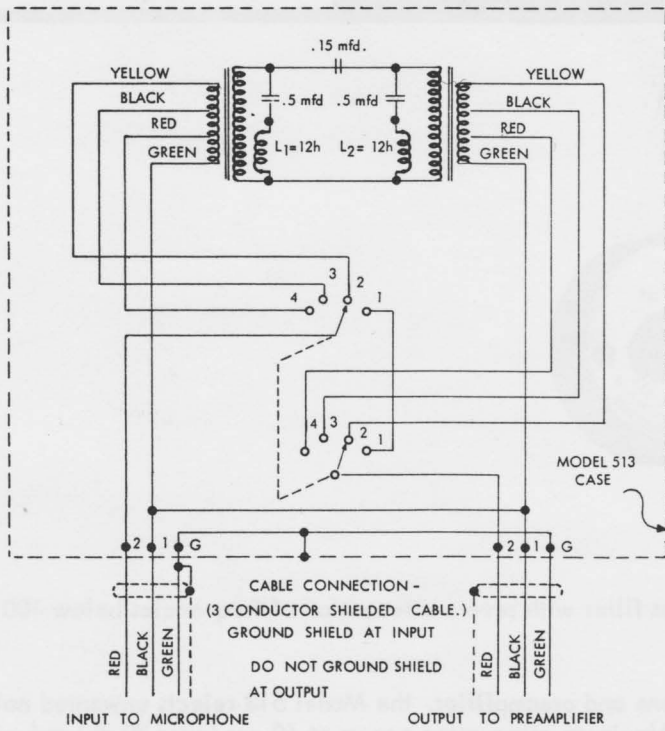 .15 mfd.
YELLOW
YELLOW
BLACK
BLACK
.5 mfd
.5 mfd
RED
RED
GREEN
L1=12h
L2= 12h
GREEN
3
2
4
1
4
3
2
1
MODEL 513
CASE
2
1
G
2
1
G
CABLE CONNECTION -
(3 CONDUCTOR SHIELDED CABLE.)
GROUND SHIELD AT INPUT
DO NOT GROUND SHIELD
AT OUTPUT
RED
BLACK
GREEN
RED
BLACK
GREEN
INPUT TO MICROPHONE
OUTPUT TO PREAMPLIFIER